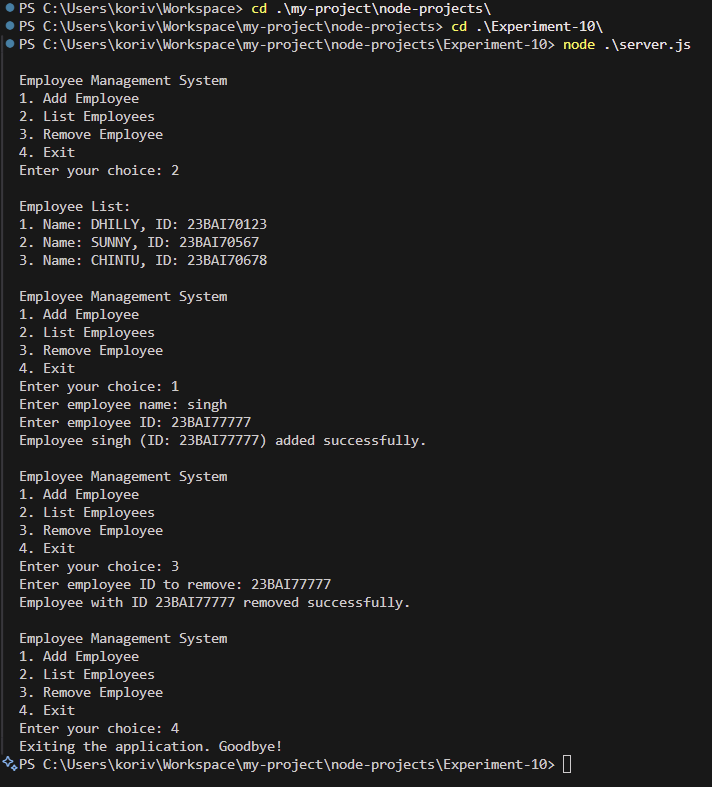 PS C:\Users\koriv\Workspace> cd .\my-project\node-projects\
PS C:\Users\koriv\Workspace\my-project\node-projects> cd .\Experiment-10\
PS C:\Users\koriv\Workspace\my-project\node-projects\Experiment-10> node .\server.js
Employee Management System
1. Add Employee
2. List Employees
3. Remove Employee
4. Exit
Enter your choice: 2
Employee List:
1. Name: DHILLY, ID: 23BAI70123
2. Name: SUNNY, ID: 23BAI70567
3. Name: CHINTU, ID: 23BAI70678
Employee Management System
1. Add Employee
2. List Employees
3. Remove Employee
4. Exit
Enter your choice: 1
Enter employee name: singh
Enter employee ID: 23BAI77777
Employee singh (ID: 23BAI77777) added successfully.
Employee Management System
1. Add Employee
2. List Employees
3. Remove Employee
4. Exit
Enter your choice: 3
Enter employee ID to remove: 23BAI77777
Employee with ID 23BAI77777 removed successfully.
Employee Management System
1. Add Employee
2. List Employees
3. Remove Employee
4. Exit
Enter your choice: 4
Exiting the application. Goodbye!
PS C:\Users\koriv\Workspace\my-project\node-projects\Experiment-10>